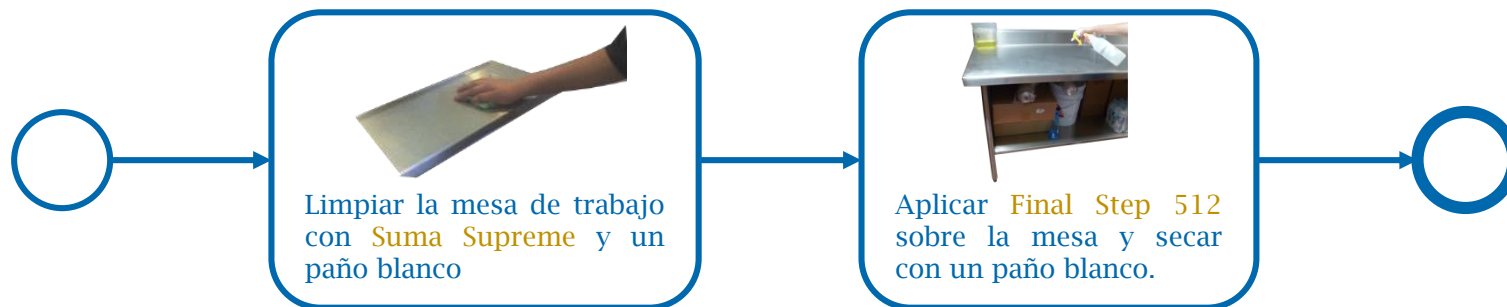 Limpiar la mesa de trabajo
con Suma Supreme y un
paño blanco
Aplicar Final Step 512
sobre la mesa y secar
con un paño blanco.